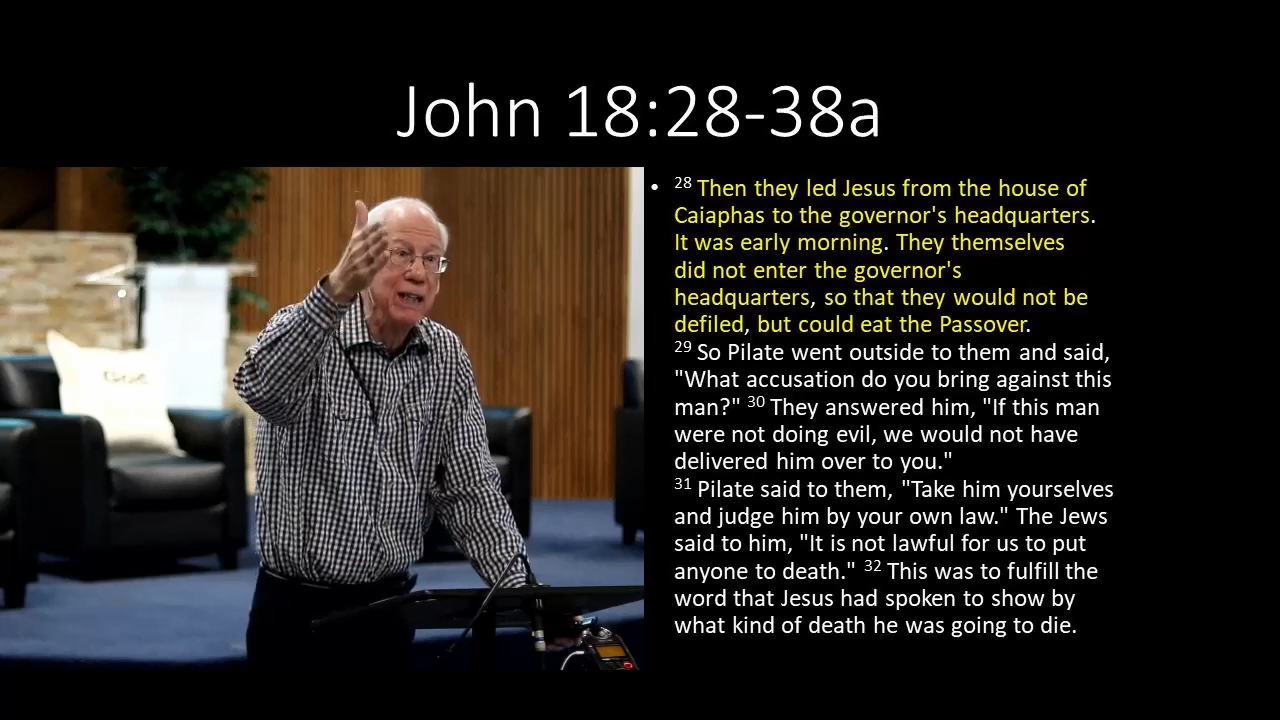 John 18:28-38a
• 28 Then they led Jesus from the house of
Caiaphas to the governor's headquarters.
It was early morning. They themselves
did not enter the governor's
headquarters, so that they would not be
defiled, but could eat the Passover.
29 So Pilate went outside to them and said,
"What accusation do you bring against this
man?" 30 They answered him, "If this man
were not doing evil, we would not have
delivered him over to you."
31 Pilate said to them, "Take him yourselves
and judge him by your own law." The Jews
said to him, "It is not lawful for us to put
anyone to death." 32 This was to fulfill the
word that Jesus had spoken to show by
what kind of death he was going to die.